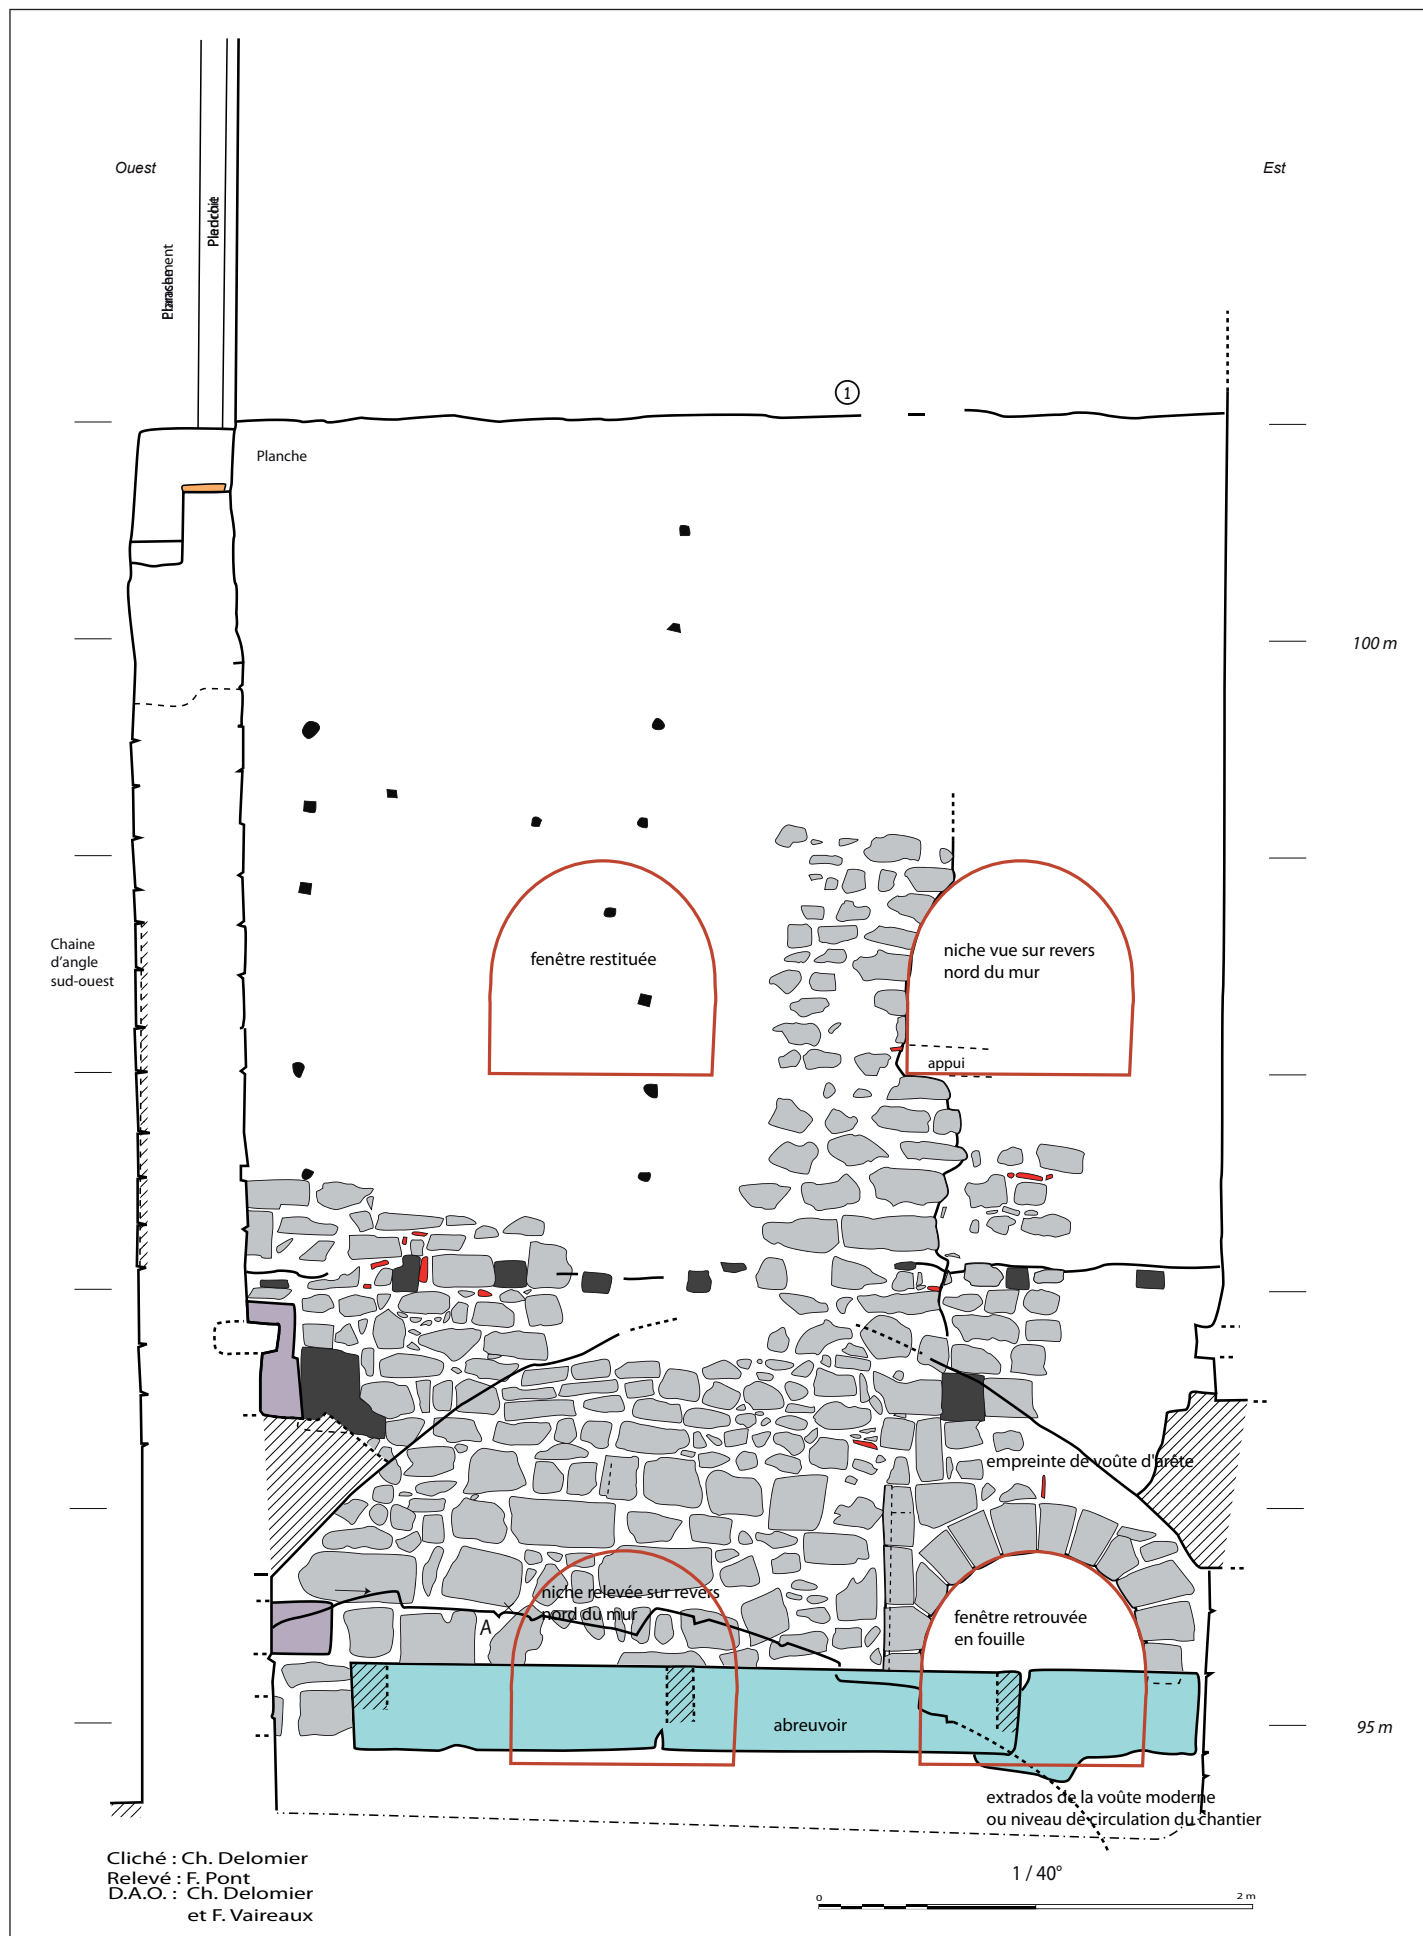 Ouest
Est
Planche
1
Planche
100 m
Chaine
d'angle
sud-ouest
fenêtre restituée
niche vue sur revers
nord du mur
appui
empreinte de voûte d'arête
niche relevée sur revers
nord du mur
A
fenêtre retrouvée
en fouille
abreuvoir
95 m
extrados de la voûte moderne
ou niveau de circulation du chantier
Cliché : Ch. Delomier
Relevé : F. Pont
D.A.O. : Ch. Delomier
et F. Vaireaux
1 / 40°
0
2 m